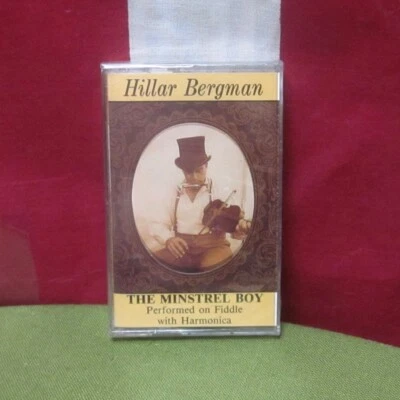 Hillar Bergman
THE MINSTREL BOY
Performed on Fiddle
with Harmonica